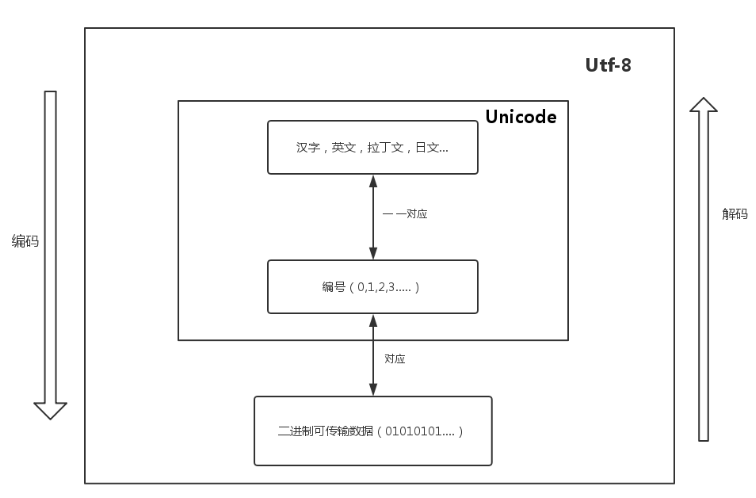 Utf-8
Unicode
汉字，英文，拉丁文，日文...
一一对应
编码
解码
编号（0,1,2,3.....）
对应
二进制可传输数据（01010101....）